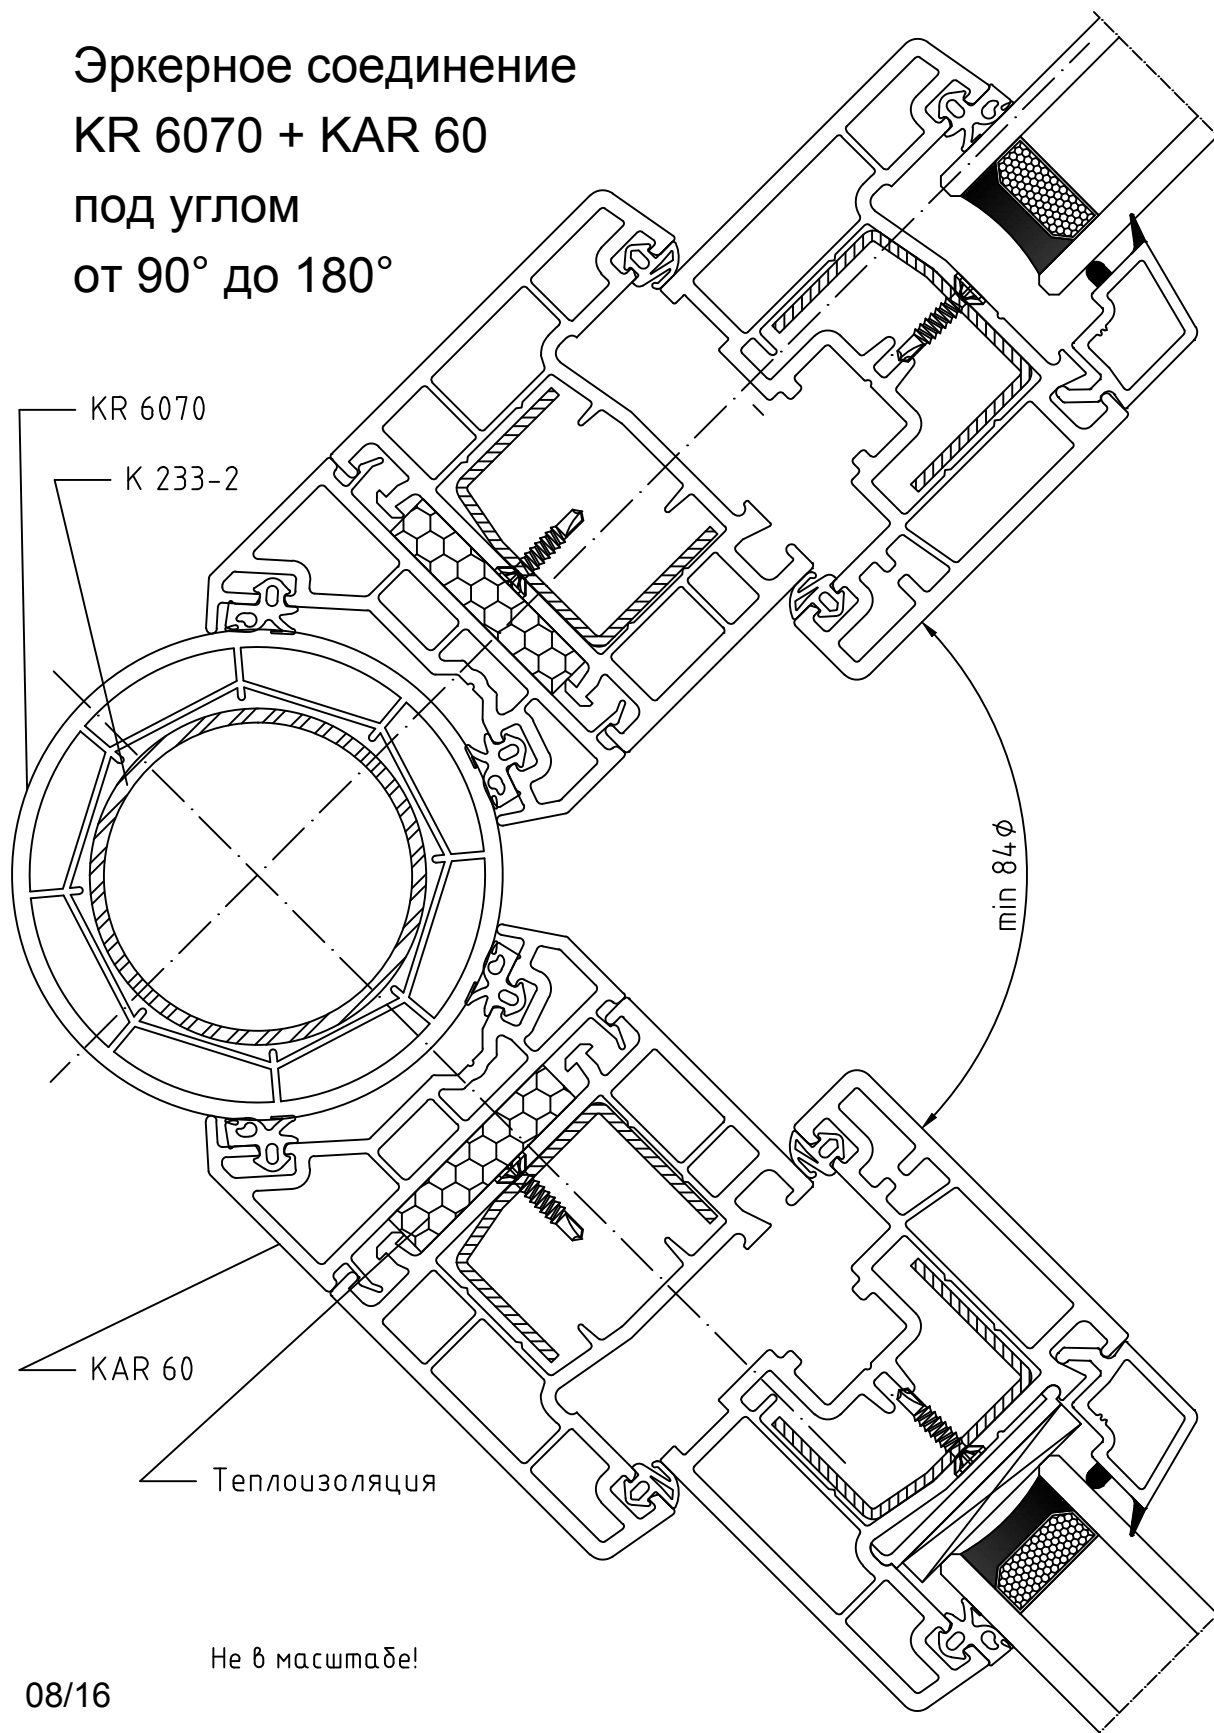 Эркерное соединение
KR 6070 + KAR 60
под углом
от 90° до 180°
KR 6070
K 233-2
min 84ϕ
KAR 60
Теплоизоляция
Не в масштабе!
08/16